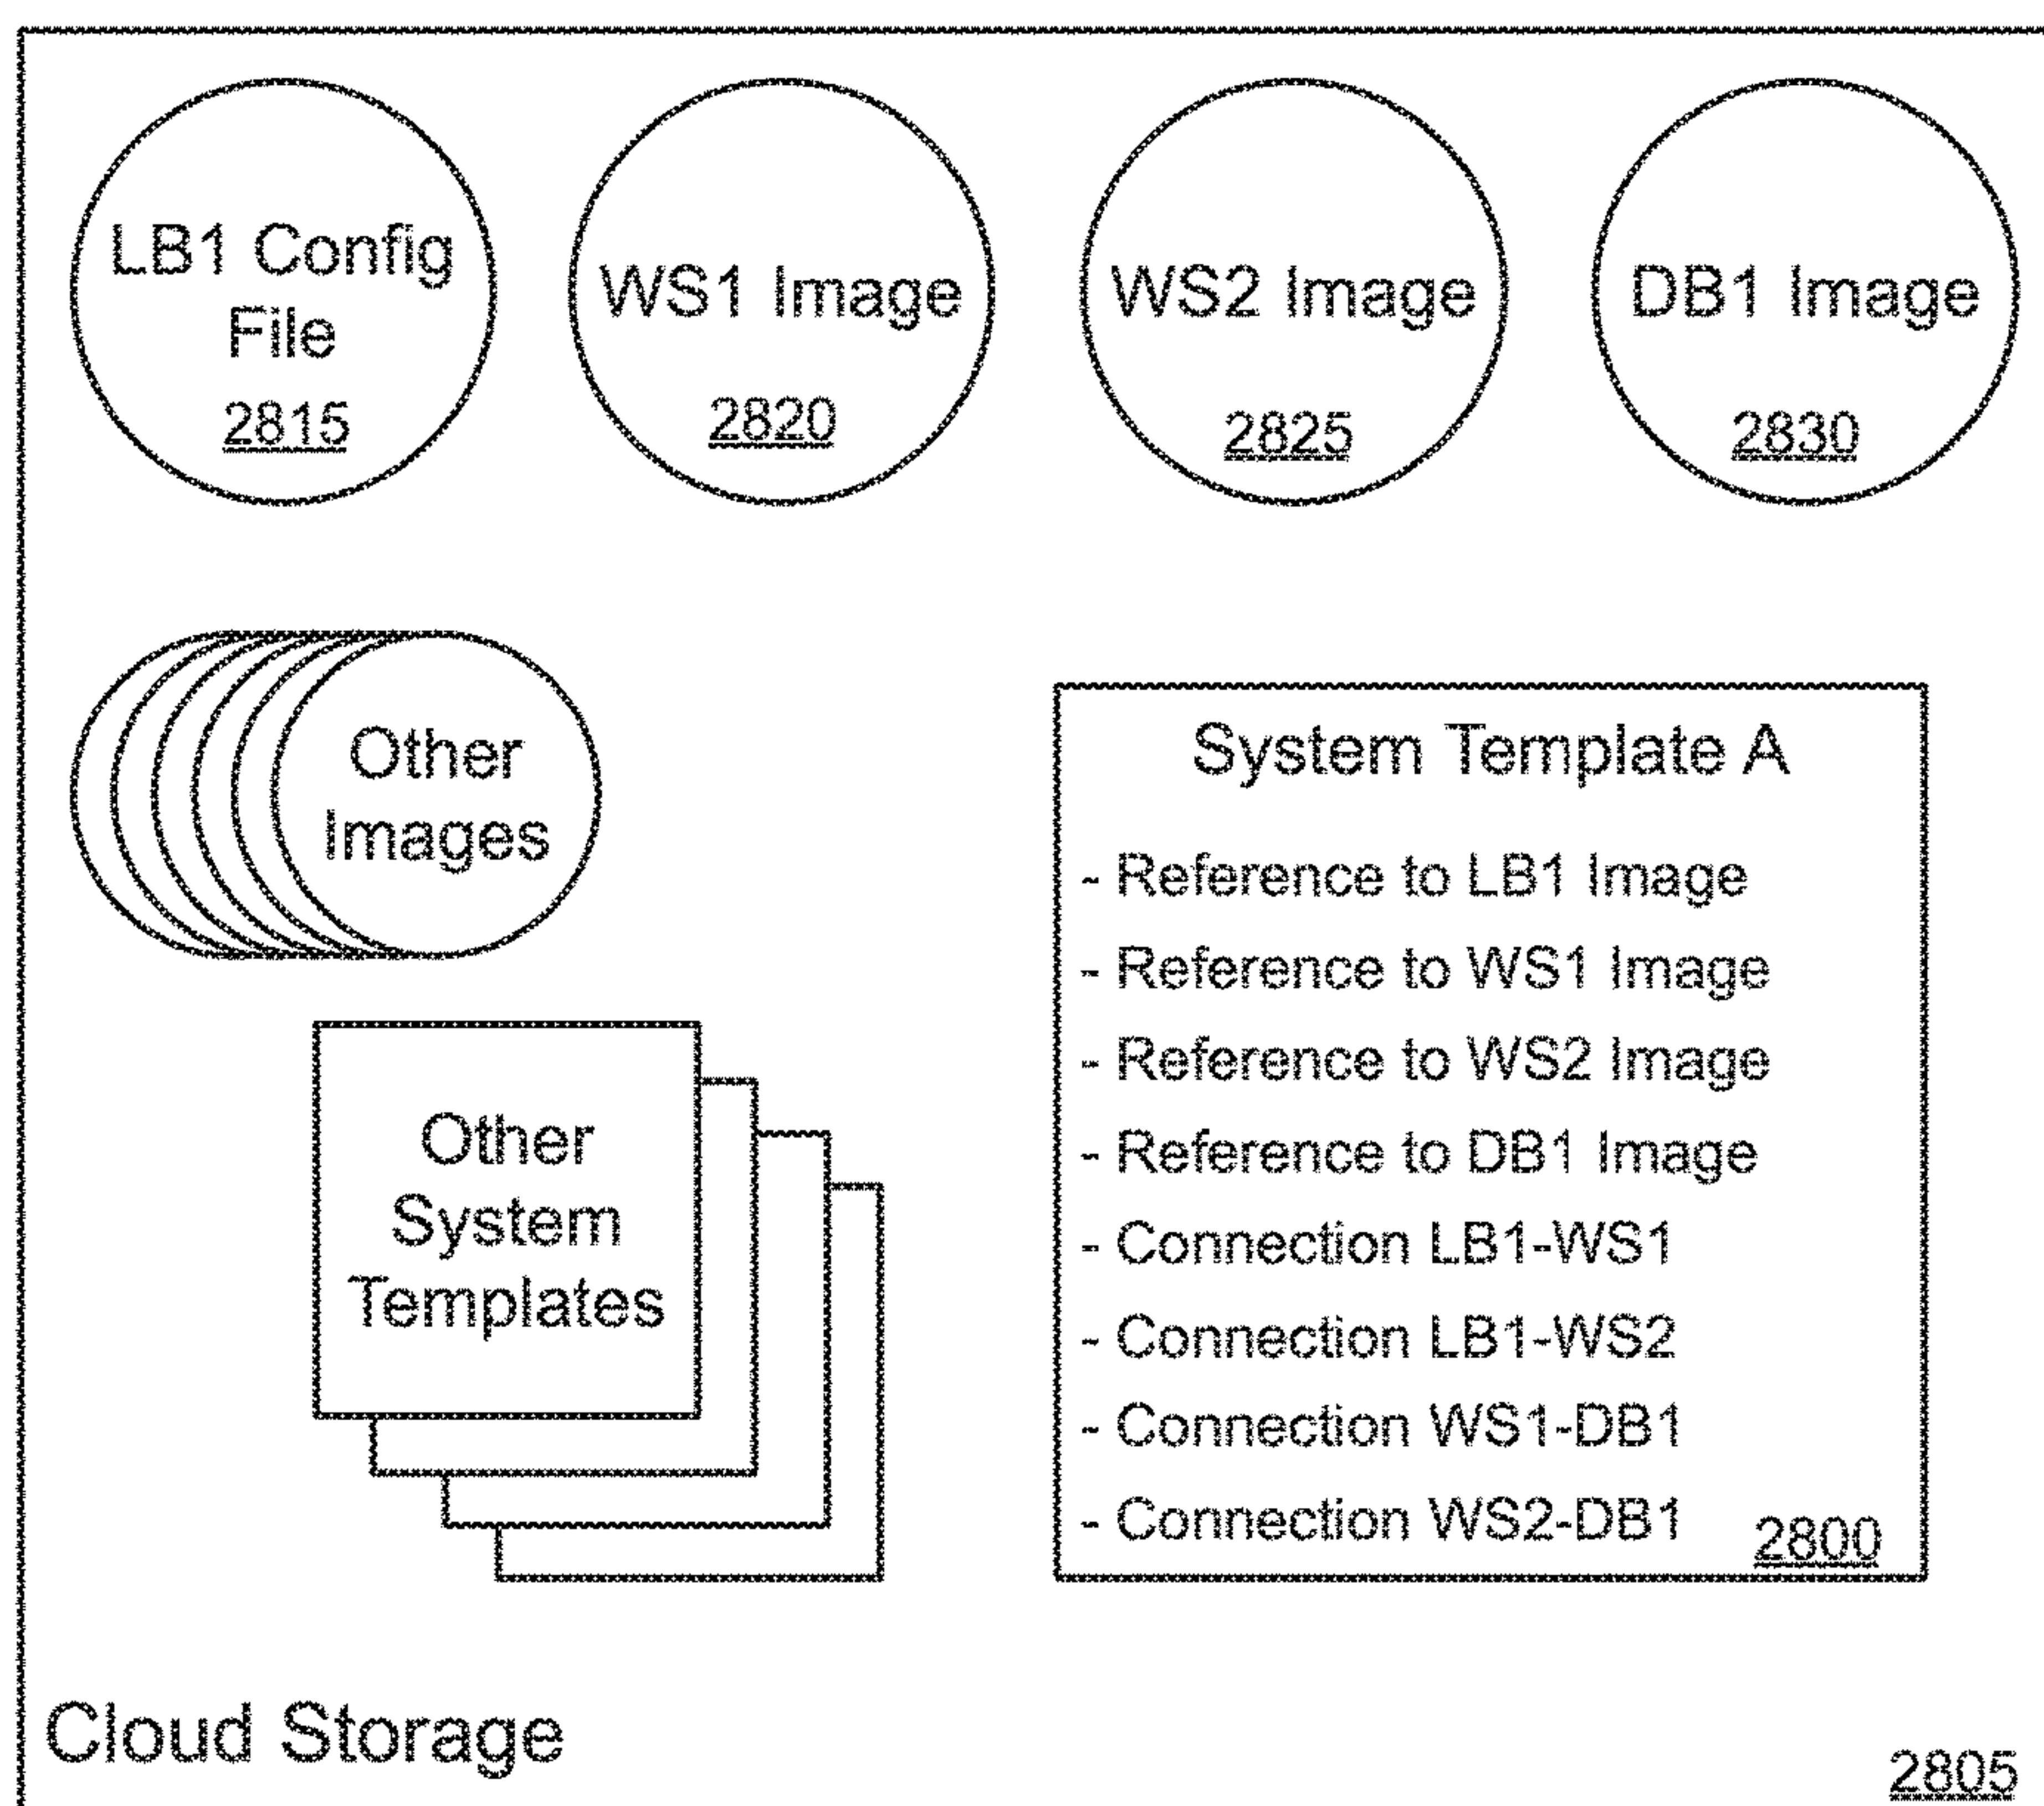 LB1 Config
File
2815
WS1 Image
2820
WS2 Image
2825
DB1 Image
2830
Other
Images
Other
System
Templates
System Template A
- Reference to LB1 Image
- Reference to WS1 Image
- Reference to WS2 Image
- Reference to DB1 Image
- Connection LB1-WS1
- Connection LB1-WS2
- Connection WS1-DB1
- Connection WS2-DB1
2800
Cloud Storage
2805